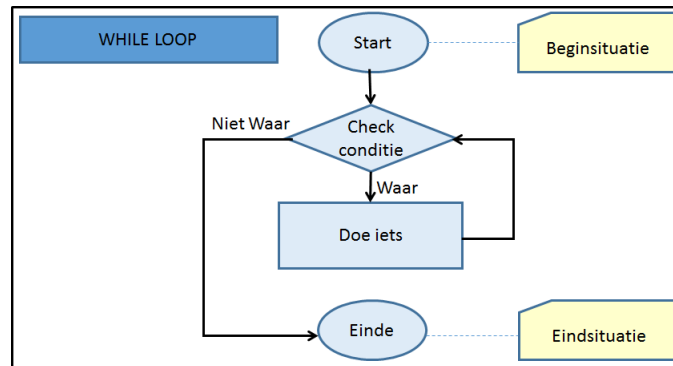 WHILE LOOP
Start
Beginsituatie
Niet Waar
Check
conditie
Waar
Doe iets
Einde
Eindsituatie